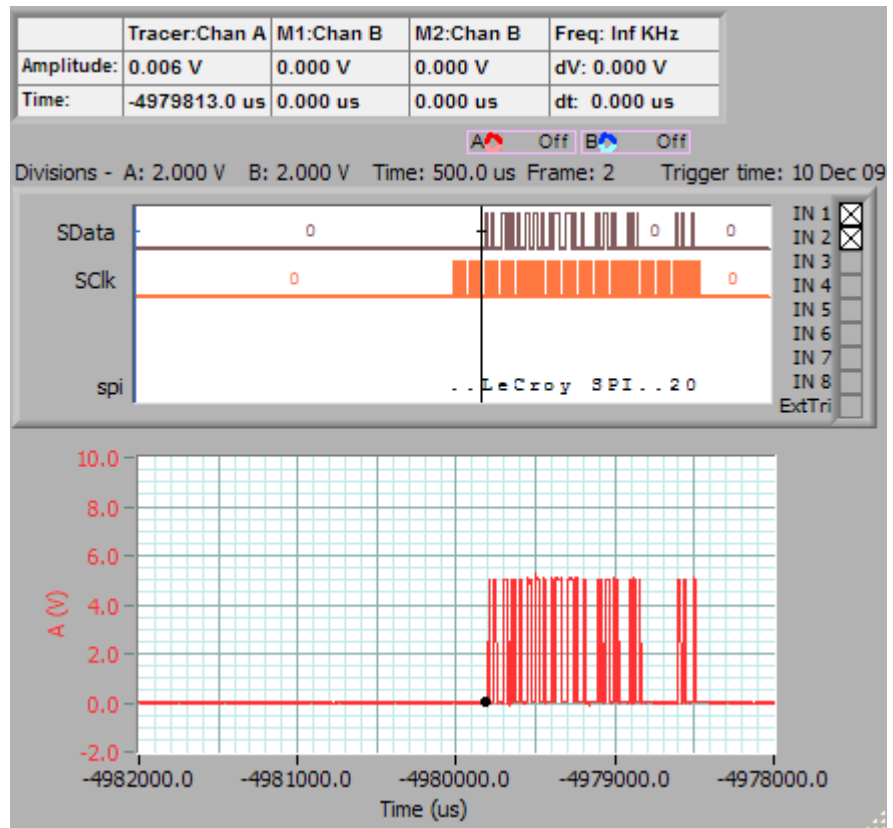 Tracer:Chan A M1:Chan B M2:Chan B Freq: Inf KHz
Amplitude: 0.006 V 0.000 V 0.000 V dV: 0.000 V
Time: -4979813.0 us 0.000 us 0.000 us dt: 0.000 us
A Off B Off
Divisions - A: 2.000 V B: 2.000 V Time: 500.0 us Frame: 2 Trigger time: 10 Dec 09
SData 0 0 0 IN 1
IN 2
SClk 0 0 IN 3
IN 4
IN 5
IN 6
IN 7
spi ..LeCroy SPI..20 IN 8
ExtTri
10.0
8.0
6.0
4.0
2.0
0.0
-2.0
A (V)
-4982000.0 -4981000.0 -4980000.0 -4979000.0 -4978000.0
Time (us)